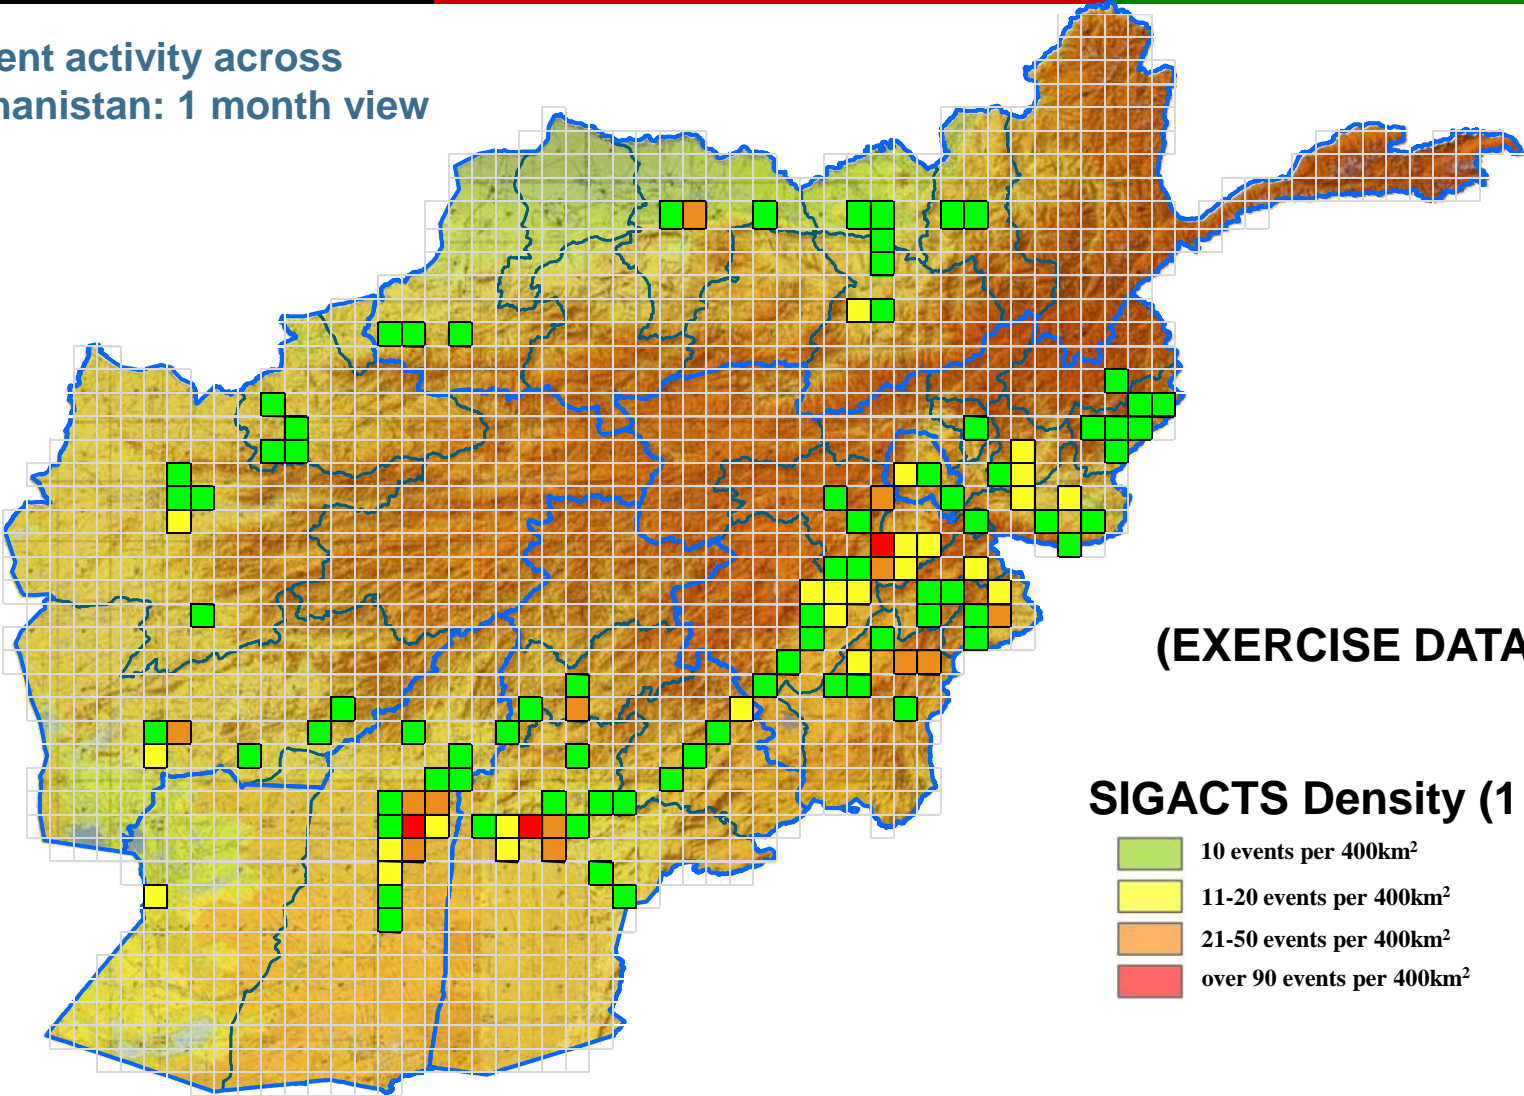 ent activity across
hanistan: 1 month view
(EXERCISE DATA
SIGACTS Density (1
10 events per 400km²
11-20 events per 400km²
21-50 events per 400km²
over 90 events per 400km²